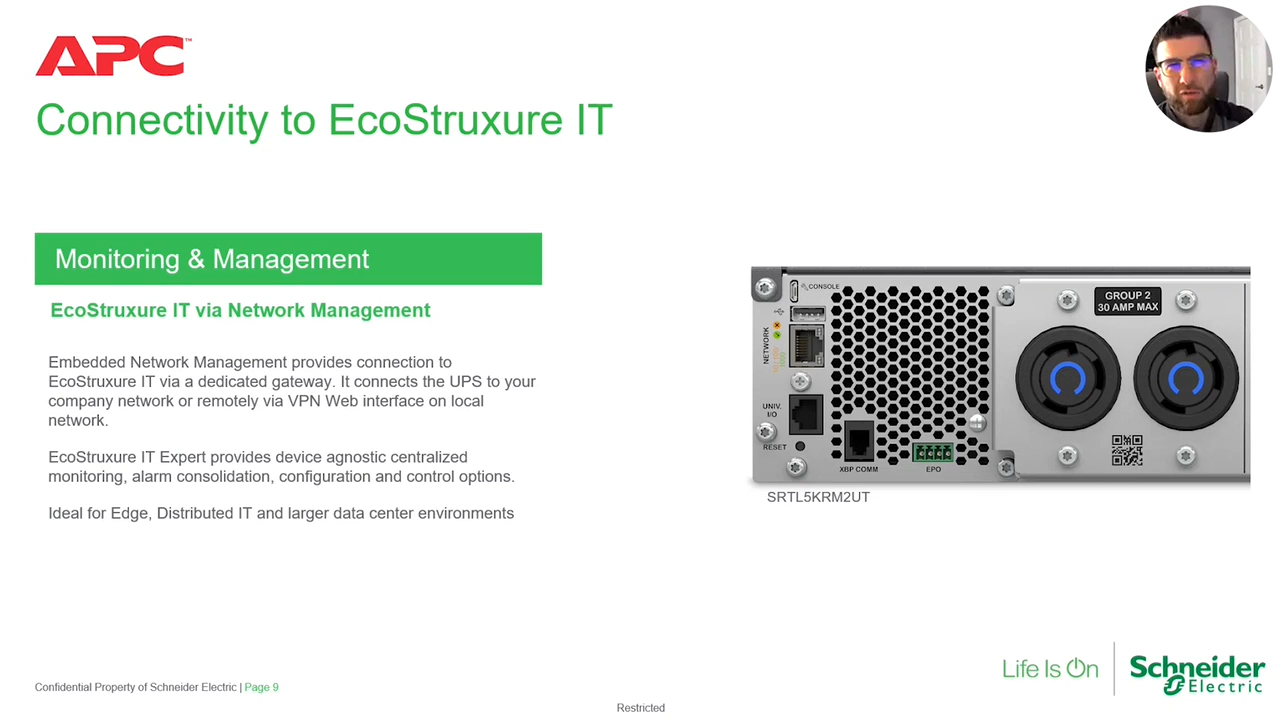 APC™
Connectivity to EcoStruxure IT
Monitoring & Management
EcoStruxure IT via Network Management
Embedded Network Management provides connection to
EcoStruxure IT via a dedicated gateway. It connects the UPS to your
company network or remotely via VPN Web interface on local
network.
EcoStruxure IT Expert provides device agnostic centralized
monitoring, alarm consolidation, configuration and control options.
Ideal for Edge, Distributed IT and larger data center environments
CONSOLE
NETWORK
UNIV.
I/O
RESET
XBP COMM
EPO
GROUP 2
30 AMP MAX
SRTL5KRM2UT
Life Is On
Schneider
Electric
Confidential Property of Schneider Electric | Page 9
Restricted